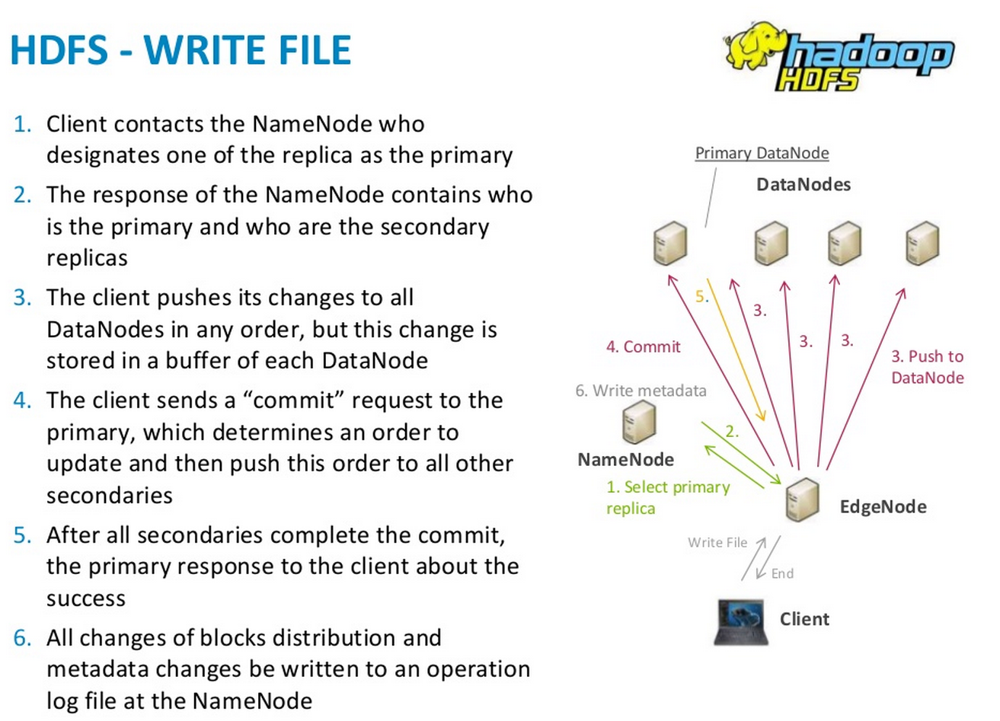 HDFS - WRITE FILE
hadoop
HDFS
1. Client contacts the NameNode who
designates one of the replica as the primary
2. The response of the NameNode contains who
is the primary and who are the secondary
replicas
3. The client pushes its changes to all
DataNodes in any order, but this change is
stored in a buffer of each DataNode
4. The client sends a “commit” request to the
primary, which determines an order to
update and then push this order to all other
secondaries
5. After all secondaries complete the commit,
the primary response to the client about the
success
6. All changes of blocks distribution and
metadata changes be written to an operation
log file at the NameNode
Primary DataNode
DataNodes
5.
3.
4. Commit
3.
3.
3. Push to
DataNode
6. Write metadata
2.
NameNode
1. Select primary
replica
EdgeNode
Write File
End
Client